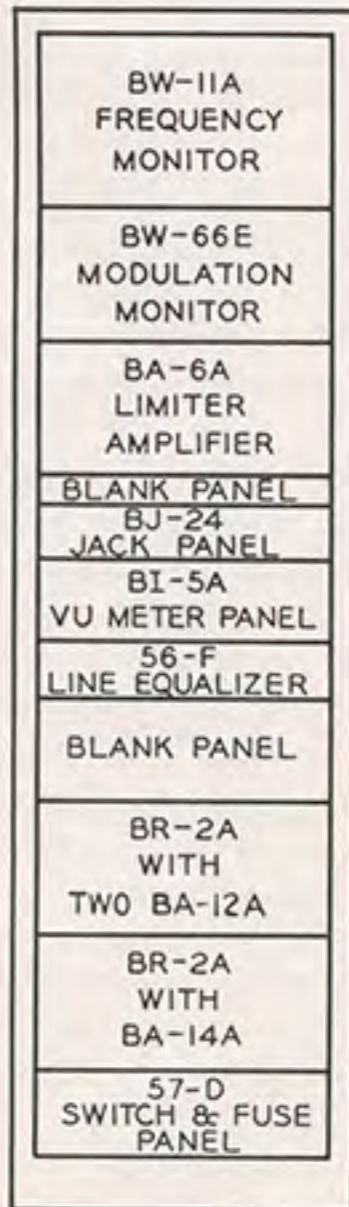 BW-11A
FREQUENCY
MONITOR
BW-66E
MODULATION
MONITOR
BA-6A
LIMITER
AMPLIFIER
BLANK PANEL
BJ-24
JACK PANEL
BI-5A
VU METER PANEL
56-F
LINE EQUALIZER
BLANK PANEL
BR-2A
WITH
TWO BA-12A
BR-2A
WITH
BA-14A
57-D
SWITCH & FUSE
PANEL